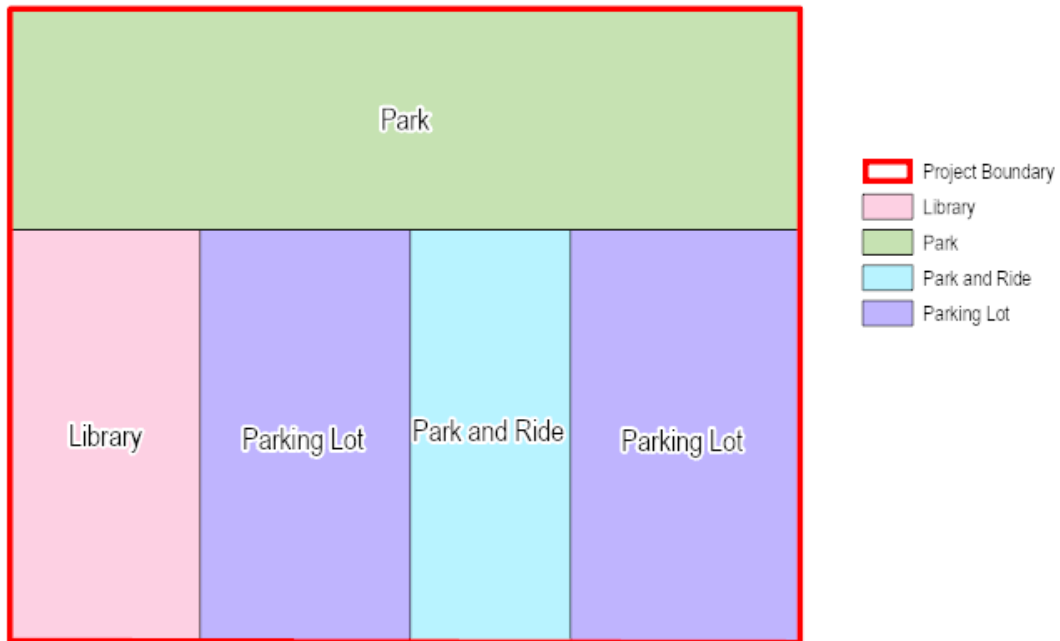 Park
Library
Parking Lot
Park and Ride
Parking Lot
Project Boundary
Library
Park
Park and Ride
Parking Lot